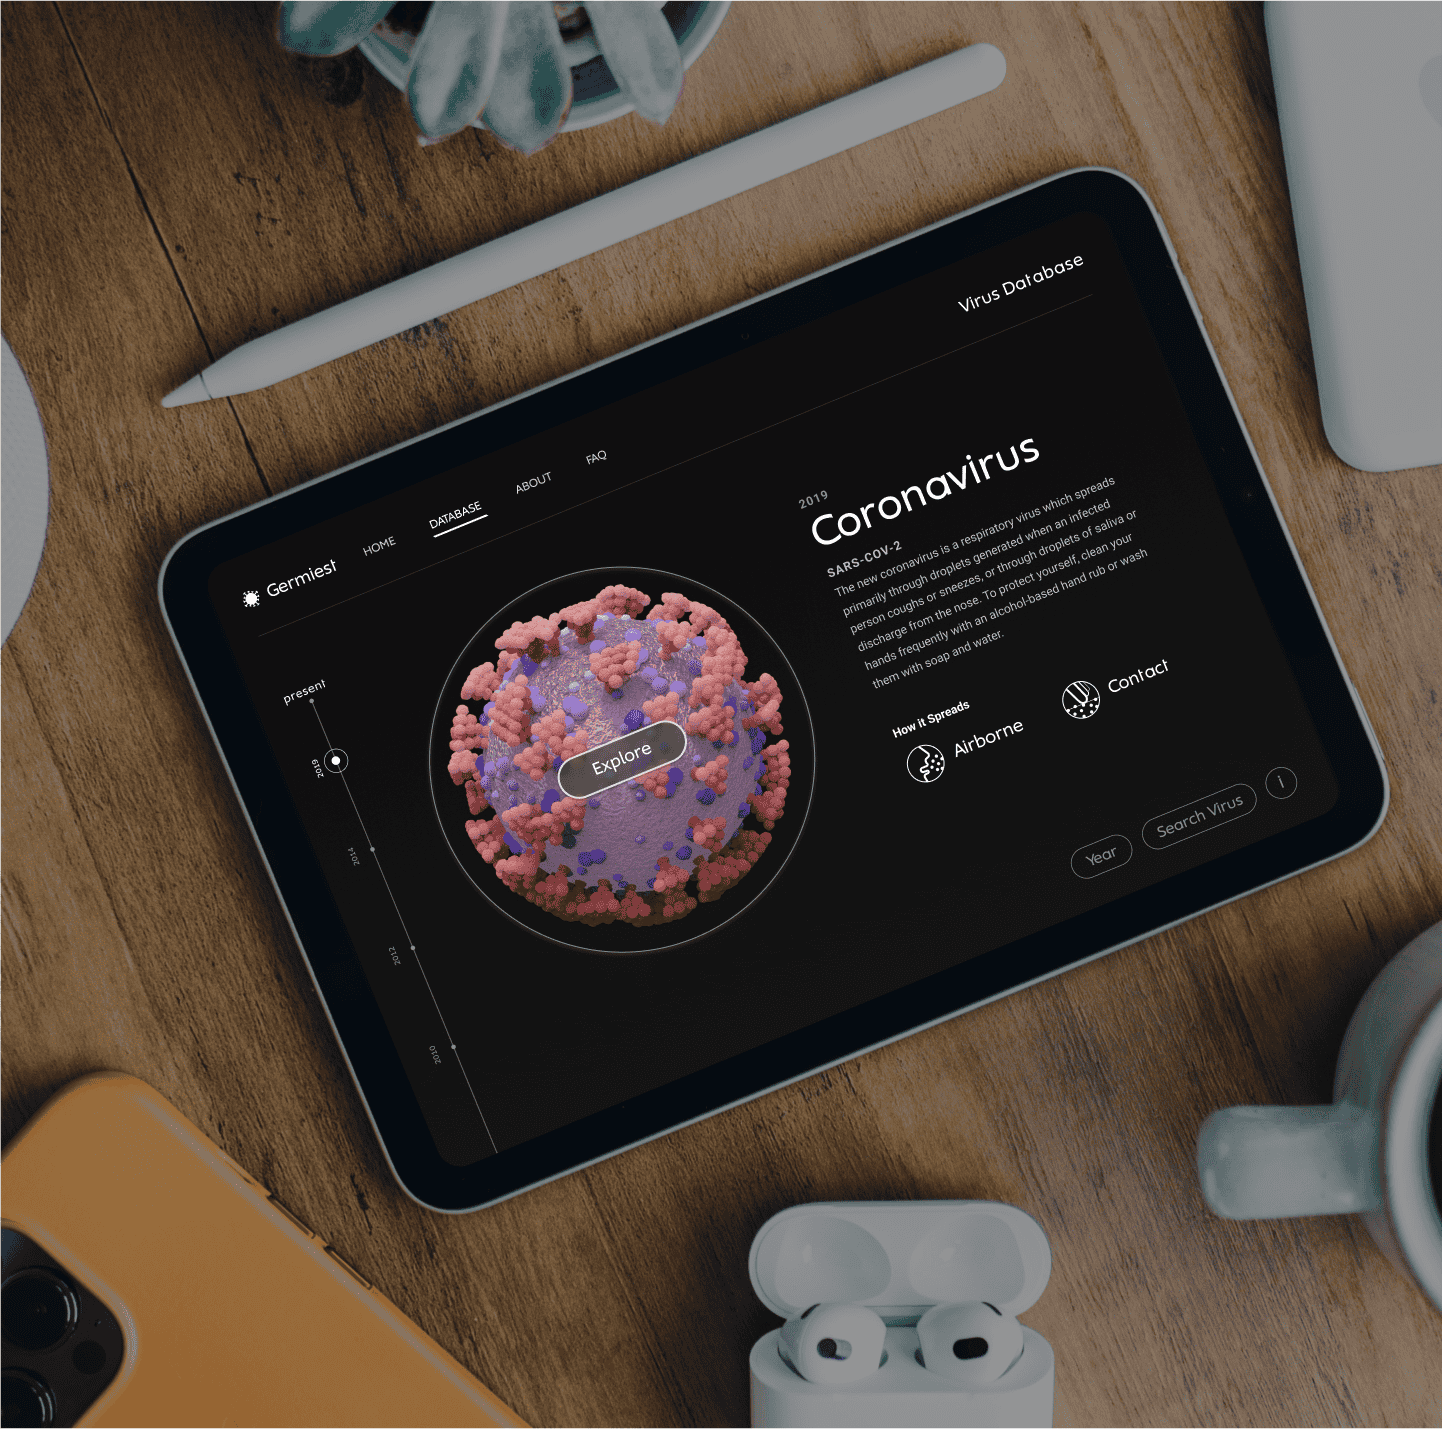 Virus Database
Germiest
HOME
DATABASE
ABOUT
FAQ
present
2019
2014
2012
2010
Explore
2019
Coronavirus
SARS-COV-2
The new coronavirus is a respiratory virus which spreads
primarily through droplets generated when an infected
person coughs or sneezes, or through droplets of saliva or
discharge from the nose. To protect yourself, clean your
hands frequently with an alcohol-based hand rub or wash
them with soap and water.
How it Spreads
Airborne
Contact
Year
Search Virus
i